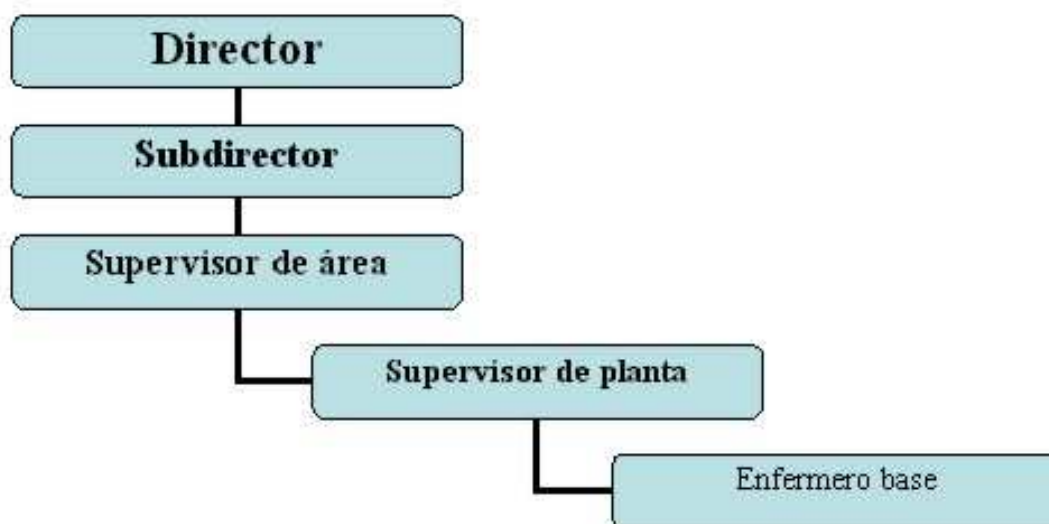 Director
Subdirector
Supervisor de área
Supervisor de planta
Enfermero base